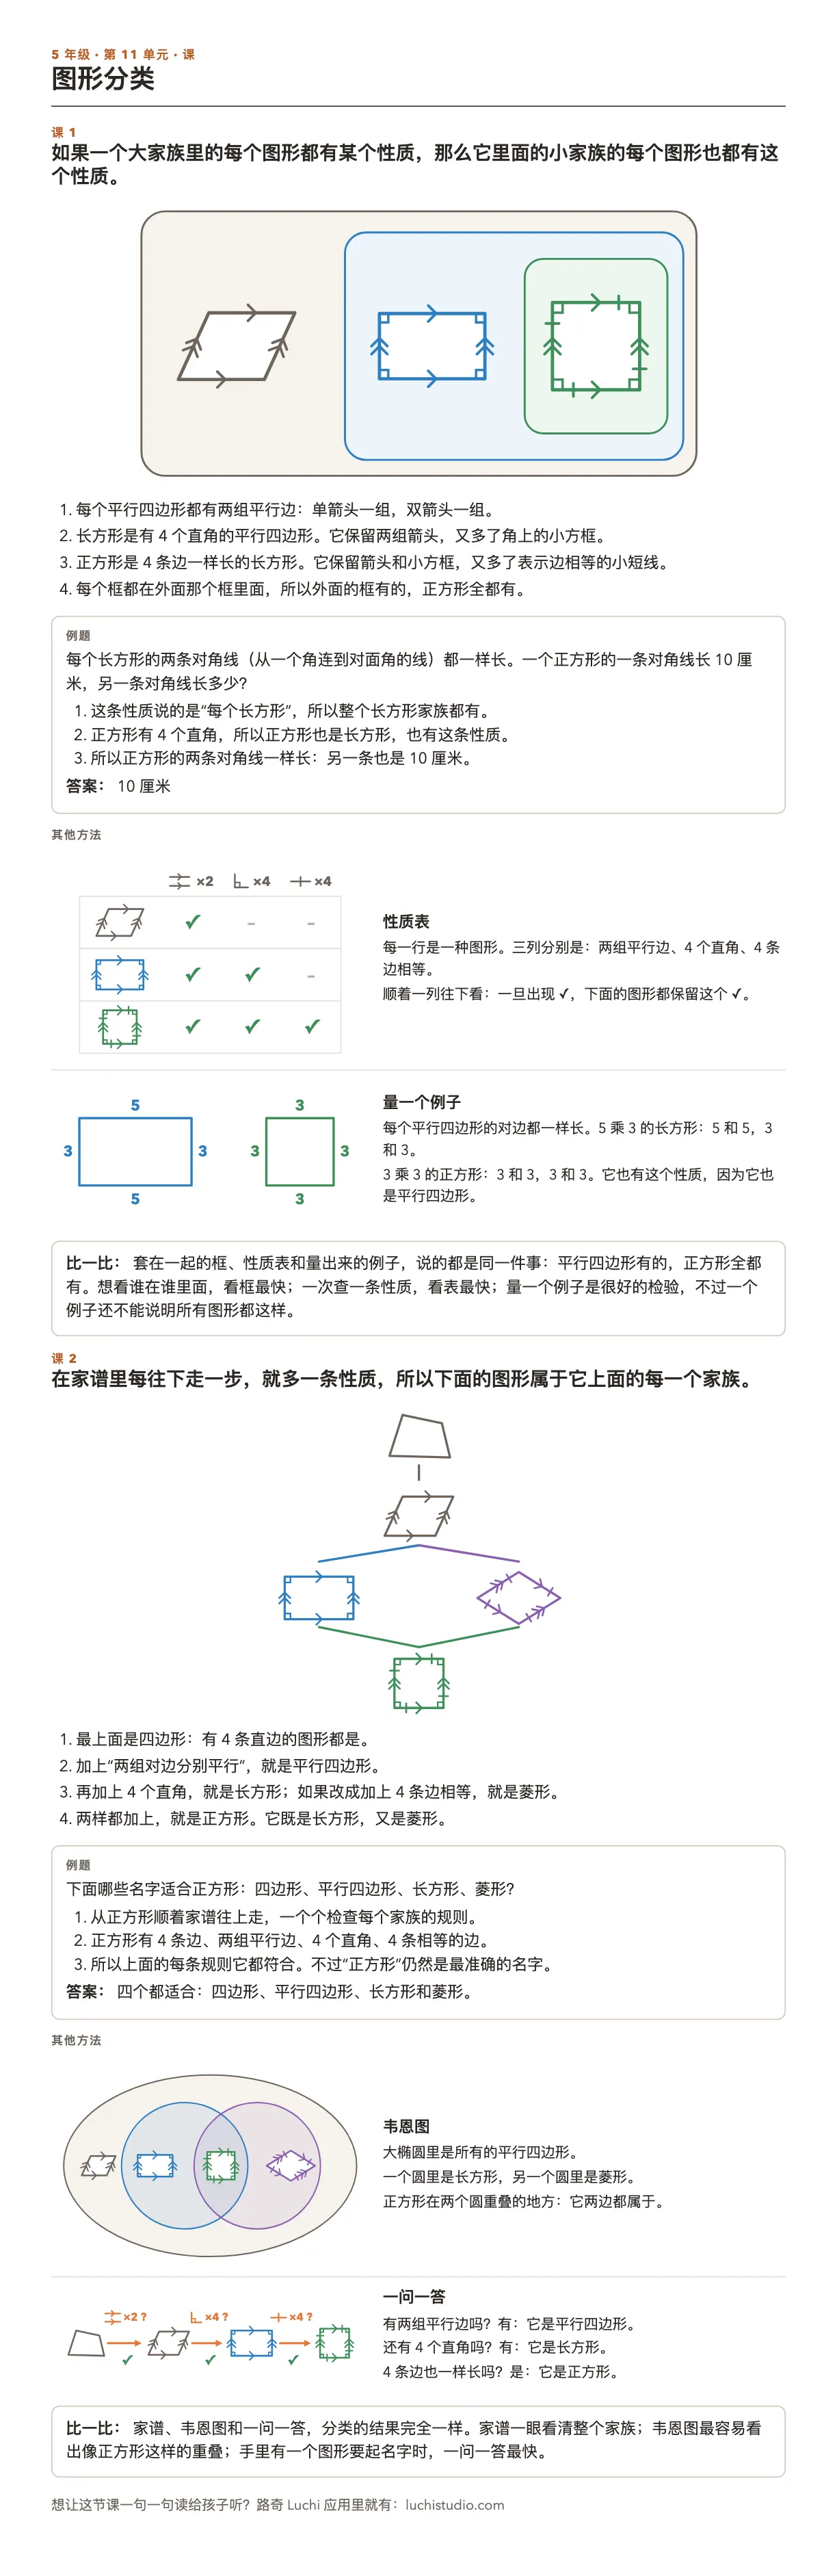 5 年级 · 第 11 单元 · 课
图形分类
课 1
如果一个大家族里的每个图形都有某个性质，那么它里面的小家族的每个图形也都有这
个性质。
1. 每个平行四边形都有两组平行边：单箭头一组，双箭头一组。
2. 长方形是有 4 个直角的平行四边形。它保留两组箭头，又多了角上的小方框。
3. 正方形是 4 条边一样长的长方形。它保留箭头和小方框，又多了表示边相等的小短线。
4. 每个框都在外面那个框里面，所以外面的框有的，正方形全都有。
例题
每个长方形的两条对角线（从一个角连到对面角的线）都一样长。一个正方形的一条对角线长 10 厘
米，另一条对角线长多少？
1. 这条性质说的是“每个长方形”，所以整个长方形家族都有。
2. 正方形有 4 个直角，所以正方形也是长方形，也有这条性质。
3. 所以正方形的两条对角线一样长：另一条也是 10 厘米。
答案： 10 厘米
其他方法
×2 ×4 ×4
✓ – –
✓ ✓ –
✓ ✓ ✓
性质表
每一行是一种图形。三列分别是：两组平行边、4 个直角、4 条
边相等。
顺着一列往下看：一旦出现 ✓，下面的图形都保留这个 ✓。
5 3
3 3 3 3
5 3
量一个例子
每个平行四边形的对边都一样长。5 乘 3 的长方形：5 和 5，3
和 3。
3 乘 3 的正方形：3 和 3，3 和 3。它也有这个性质，因为它也
是平行四边形。
比一比： 套在一起的框、性质表和量出来的例子，说的都是同一件事：平行四边形有的，正方形全都
有。想看谁在谁里面，看框最快；一次查一条性质，看表最快；量一个例子是很好的检验，不过一个
例子还不能说明所有图形都这样。
课 2
在家谱里每往下走一步，就多一条性质，所以下面的图形属于它上面的每一个家族。
1. 最上面是四边形：有 4 条直边的图形都是。
2. 加上“两组对边分别平行”，就是平行四边形。
3. 再加上 4 个直角，就是长方形；如果改成加上 4 条边相等，就是菱形。
4. 两样都加上，就是正方形。它既是长方形，又是菱形。
例题
下面哪些名字适合正方形：四边形、平行四边形、长方形、菱形？
1. 从正方形顺着家谱往上走，一个个检查每个家族的规则。
2. 正方形有 4 条边、两组平行边、4 个直角、4 条相等的边。
3. 所以上面的每条规则它都符合。不过“正方形”仍然是最准确的名字。
答案： 四个都适合：四边形、平行四边形、长方形和菱形。
其他方法
韦恩图
大椭圆里是所有的平行四边形。
一个圆里是长方形，另一个圆里是菱形。
正方形在两个圆重叠的地方：它两边都属于。
×2 ? ×4 ? ×4 ?
✓ ✓ ✓
一问一答
有两组平行边吗？有：它是平行四边形。
还有 4 个直角吗？有：它是长方形。
4 条边也一样长吗？是：它是正方形。
比一比： 家谱、韦恩图和一问一答，分类的结果完全一样。家谱一眼看清整个家族；韦恩图最容易看
出像正方形这样的重叠；手里有一个图形要起名字时，一问一答最快。
想让这节课一句一句读给孩子听？路奇 Luchi 应用里就有：luchistudio.com